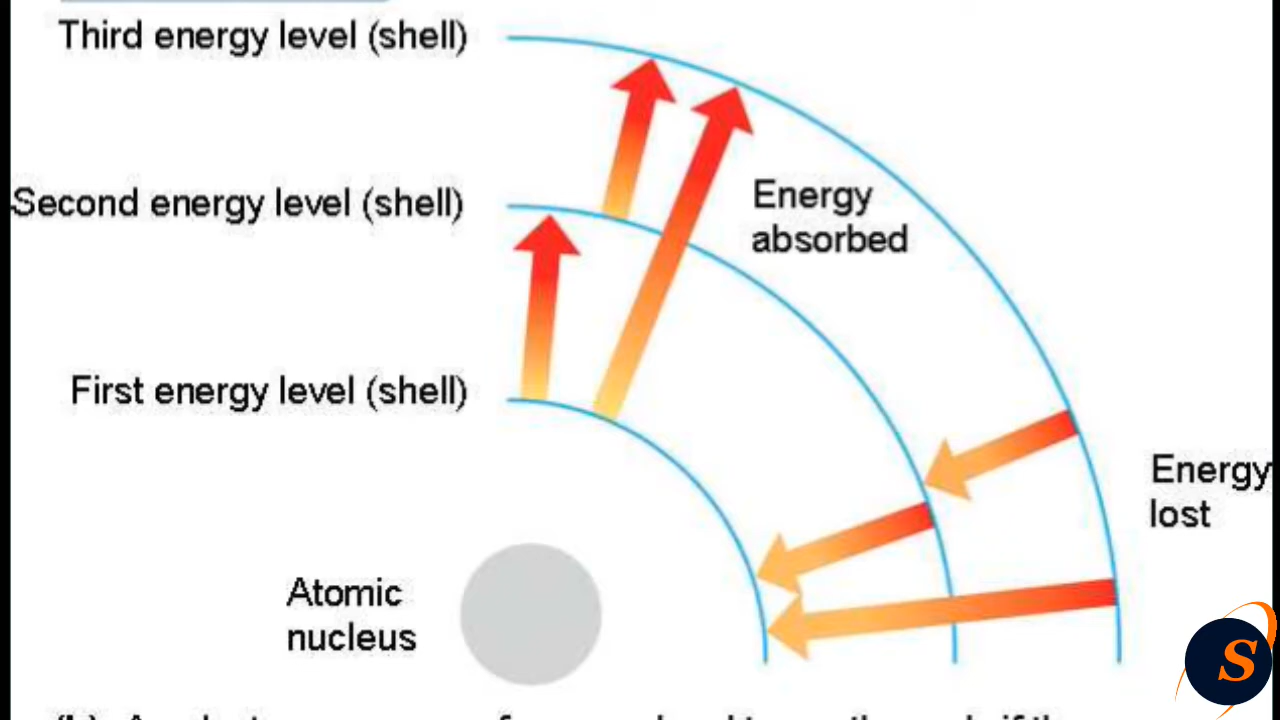 Third energy level (shell)
Second energy level (shell)
Energy
absorbed
First energy level (shell)
Energy
lost
Atomic
nucleus
S